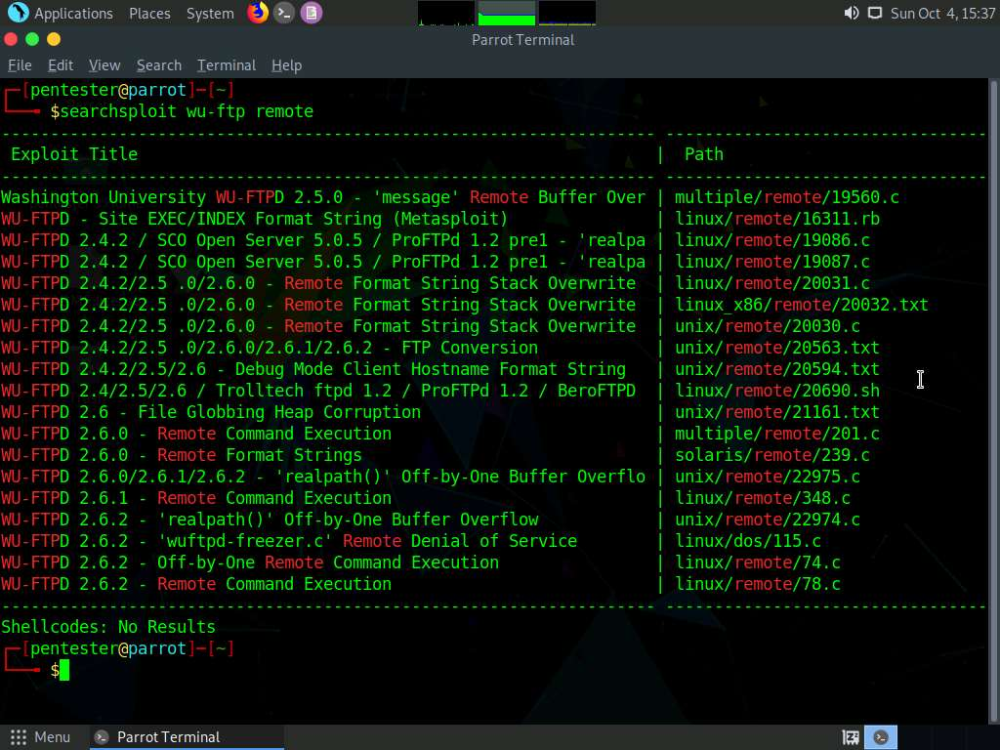 Applications Places System Sun Oct 4, 15:37
Parrot Terminal
File Edit View Search Terminal Help
┌─[pentester@parrot]─[~]
└──╼ $searchsploit wu-ftp remote
------------------------------------------------------------------- ---------------------------------
Exploit Title | Path
------------------------------------------------------------------- ---------------------------------
Washington University WU-FTPD 2.5.0 - 'message' Remote Buffer Over | multiple/remote/19560.c
WU-FTPD - Site EXEC/INDEX Format String (Metasploit) | linux/remote/16311.rb
WU-FTPD 2.4.2 / SCO Open Server 5.0.5 / ProFTPd 1.2 pre1 - 'realpa | linux/remote/19086.c
WU-FTPD 2.4.2 / SCO Open Server 5.0.5 / ProFTPd 1.2 pre1 - 'realpa | linux/remote/19087.c
WU-FTPD 2.4.2/2.5 .0/2.6.0 - Remote Format String Stack Overwrite | linux/remote/20031.c
WU-FTPD 2.4.2/2.5 .0/2.6.0 - Remote Format String Stack Overwrite | linux_x86/remote/20032.txt
WU-FTPD 2.4.2/2.5 .0/2.6.0 - Remote Format String Stack Overwrite | unix/remote/20030.c
WU-FTPD 2.4.2/2.5 .0/2.6.0/2.6.1/2.6.2 - FTP Conversion | unix/remote/20563.txt
WU-FTPD 2.4.2/2.5/2.6 - Debug Mode Client Hostname Format String | unix/remote/20594.txt
WU-FTPD 2.4/2.5/2.6 / Trolltech ftpd 1.2 / ProFTPd 1.2 / BeroFTPD | linux/remote/20690.sh
WU-FTPD 2.6 - File Globbing Heap Corruption | unix/remote/21161.txt
WU-FTPD 2.6.0 - Remote Command Execution | multiple/remote/201.c
WU-FTPD 2.6.0 - Remote Format Strings | solaris/remote/239.c
WU-FTPD 2.6.0/2.6.1/2.6.2 - 'realpath()' Off-by-One Buffer Overflo | unix/remote/22975.c
WU-FTPD 2.6.1 - Remote Command Execution | linux/remote/348.c
WU-FTPD 2.6.2 - 'realpath()' Off-by-One Buffer Overflow | unix/remote/22974.c
WU-FTPD 2.6.2 - 'wuftpd-freezer.c' Remote Denial of Service | linux/dos/115.c
WU-FTPD 2.6.2 - Off-by-One Remote Command Execution | linux/remote/74.c
WU-FTPD 2.6.2 - Remote Command Execution | linux/remote/78.c
------------------------------------------------------------------- ---------------------------------
Shellcodes: No Results
┌─[pentester@parrot]─[~]
└──╼ $
Menu Parrot Terminal